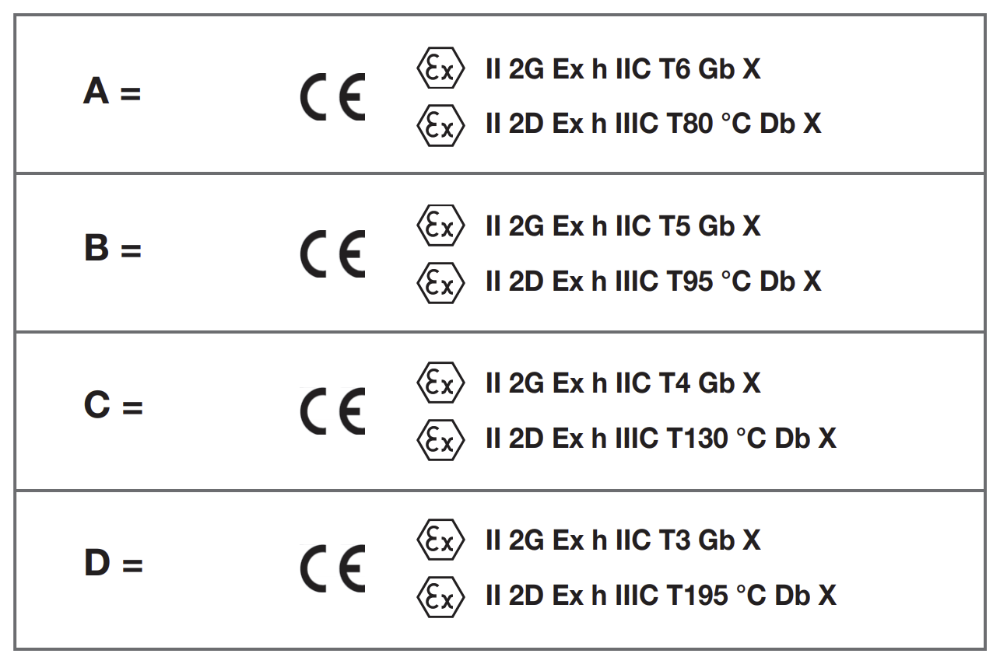 A =
CE
Ex II 2G Ex h IIC T6 Gb X
Ex II 2D Ex h IIIC T80 °C Db X
B =
CE
Ex II 2G Ex h IIC T5 Gb X
Ex II 2D Ex h IIIC T95 °C Db X
C =
CE
Ex II 2G Ex h IIC T4 Gb X
Ex II 2D Ex h IIIC T130 °C Db X
D =
CE
Ex II 2G Ex h IIC T3 Gb X
Ex II 2D Ex h IIIC T195 °C Db X